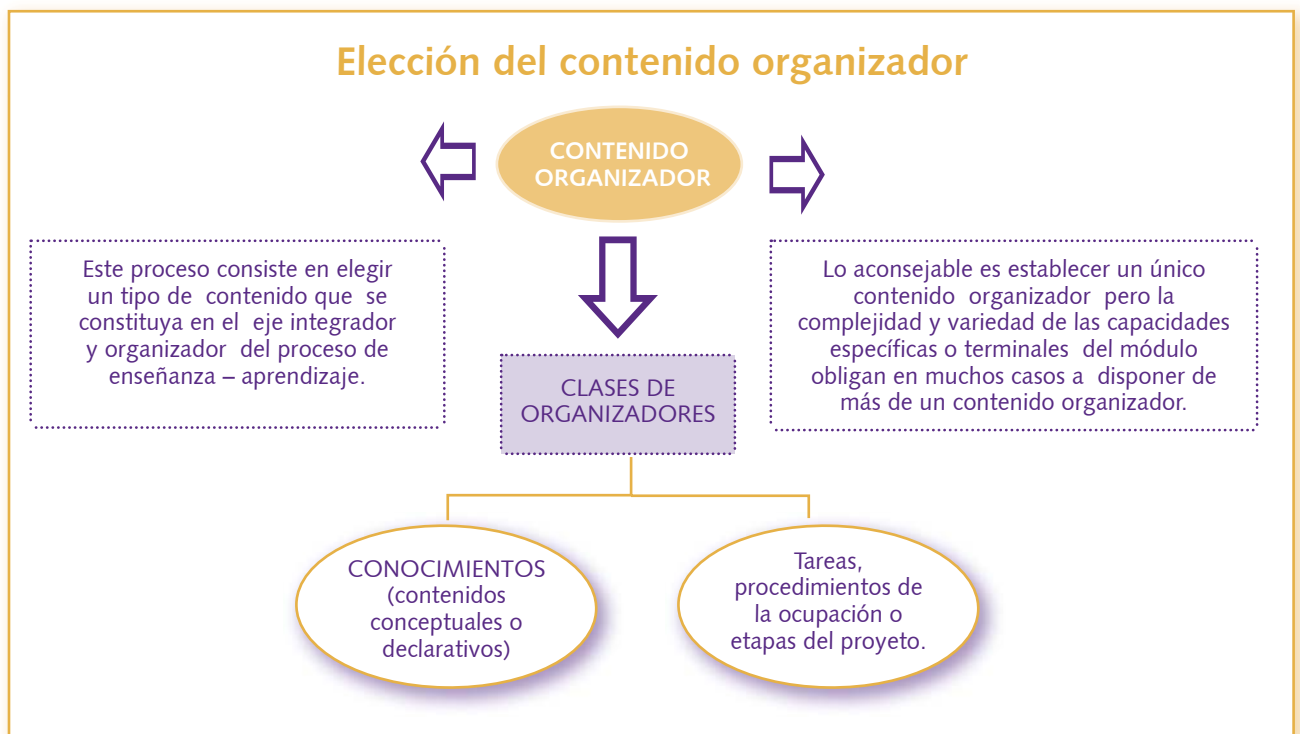 Elección del contenido organizador
CONTENIDO
ORGANIZADOR
Este proceso consiste en elegir
un tipo de contenido que se
constituya en el eje integrador
y organizador del proceso de
enseñanza – aprendizaje.
Lo aconsejable es establecer un único
contenido organizador pero la
complejidad y variedad de las capacidades
específicas o terminales del módulo
obligan en muchos casos a disponer de
más de un contenido organizador.
CLASES DE
ORGANIZADORES
CONOCIMIENTOS
(contenidos
conceptuales o
declarativos)
Tareas,
procedimientos de
la ocupación o
etapas del proyecto.